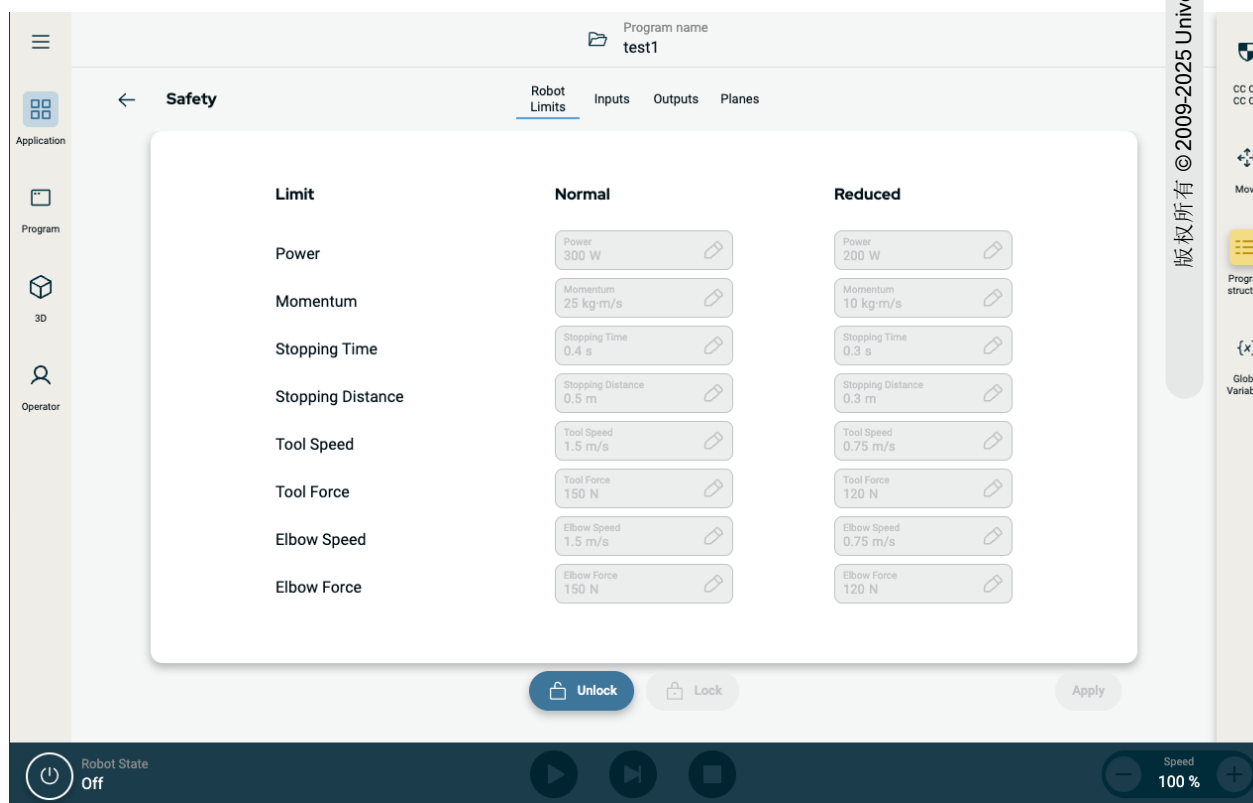 Program name
test1
Safety
Robot
Limits
Inputs
Outputs
Planes
Application
Program
3D
Operator
Limit
Normal
Reduced
Power
Power
300 W
Power
200 W
Momentum
Momentum
25 kg·m/s
Momentum
10 kg·m/s
Stopping Time
Stopping Time
0.4 s
Stopping Time
0.3 s
Stopping Distance
Stopping Distance
0.5 m
Stopping Distance
0.3 m
Tool Speed
Tool Speed
1.5 m/s
Tool Speed
0.75 m/s
Tool Force
Tool Force
150 N
Tool Force
120 N
Elbow Speed
Elbow Speed
1.5 m/s
Elbow Speed
0.75 m/s
Elbow Force
Elbow Force
150 N
Elbow Force
120 N
Unlock
Lock
Apply
版权所有 © 2009-2025
{x}
Robot State
Off
Speed
100 %